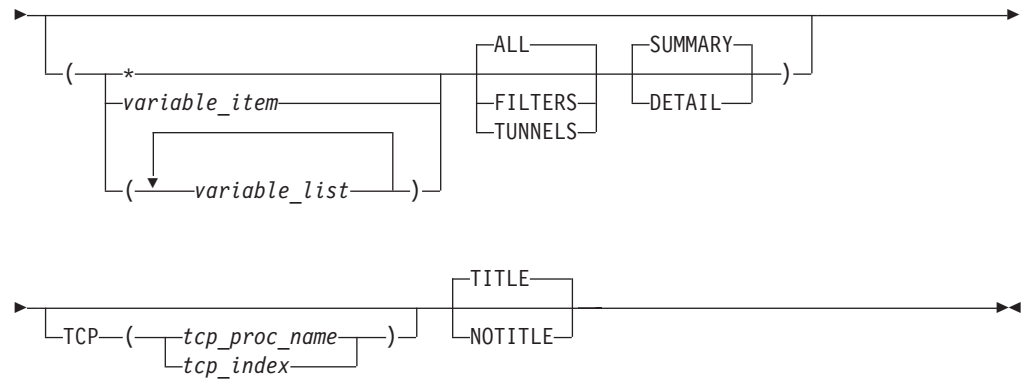 ALL SUMMARY
( * )
variable_item FILTERS DETAIL
TUNNELS
( variable_list )
TITLE
TCP ( tcp_proc_name ) NOTITLE
tcp_index